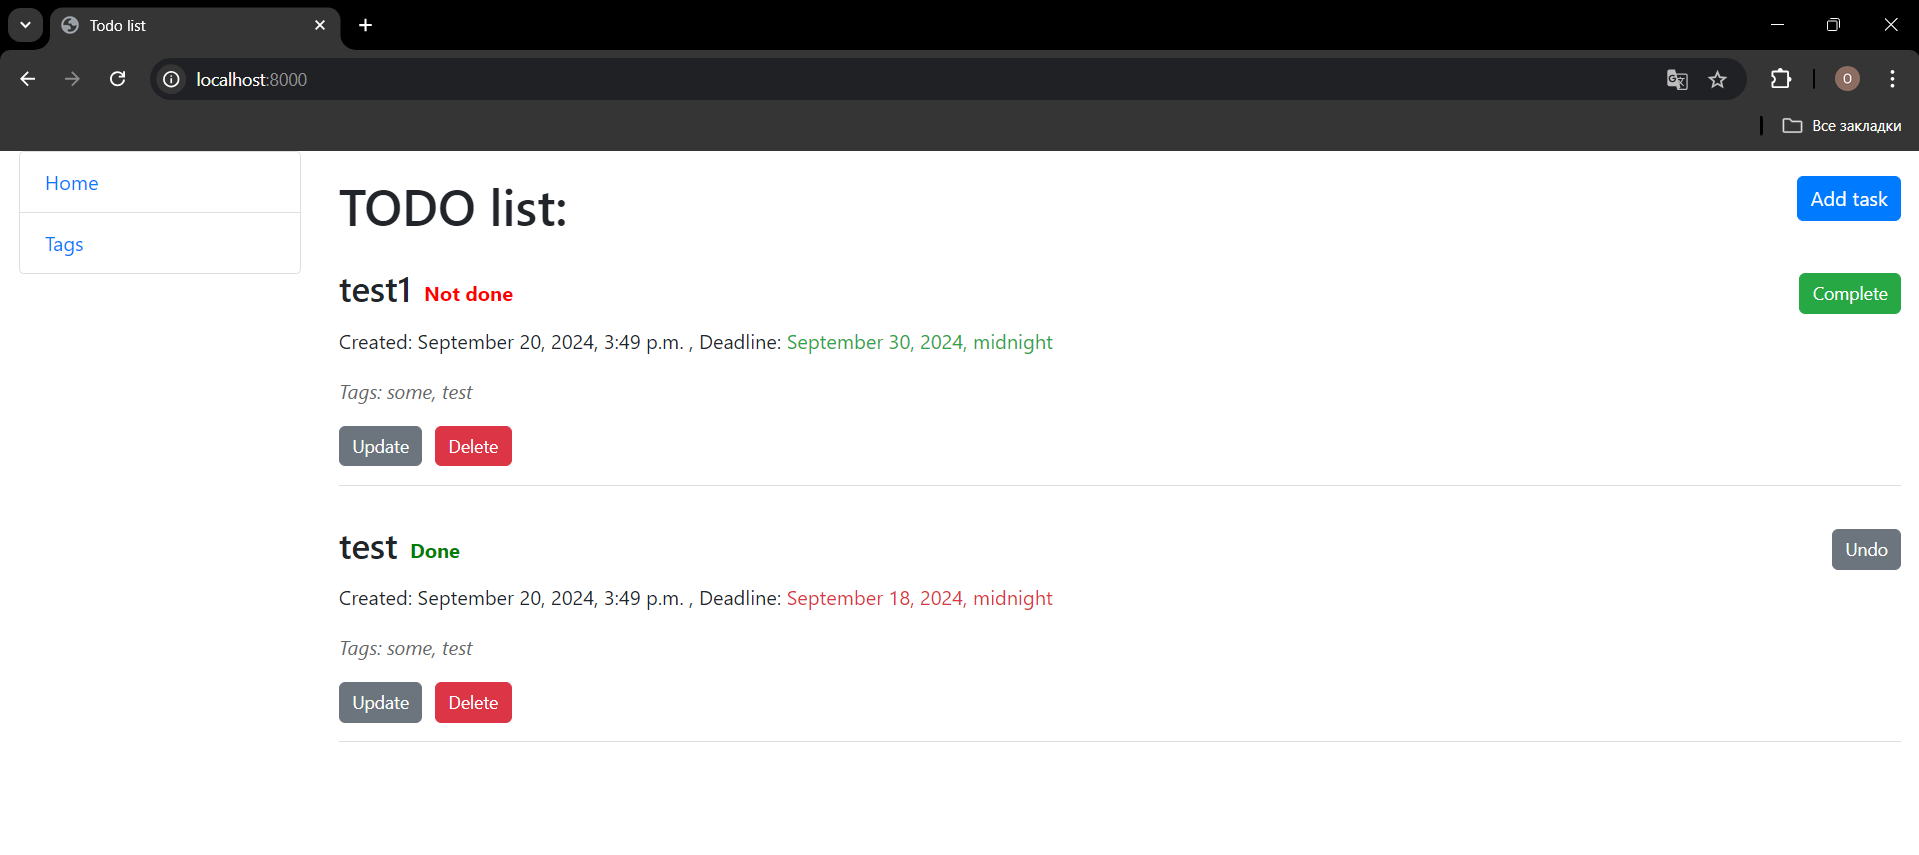 Todo list
localhost:8000
O
Все закладки
Home
Tags
TODO list:
Add task
test1 Not done
Complete
Created: September 20, 2024, 3:49 p.m. , Deadline: September 30, 2024, midnight
Tags: some, test
Update Delete
test Done
Undo
Created: September 20, 2024, 3:49 p.m. , Deadline: September 18, 2024, midnight
Tags: some, test
Update Delete